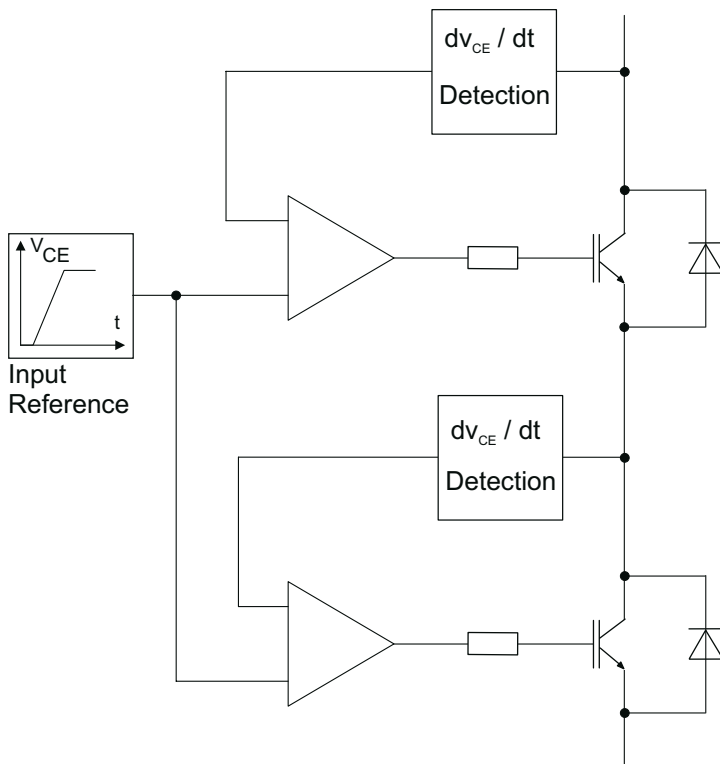 dv_CE / dt
Detection
V_CE
t
Input
Reference
dv_CE / dt
Detection